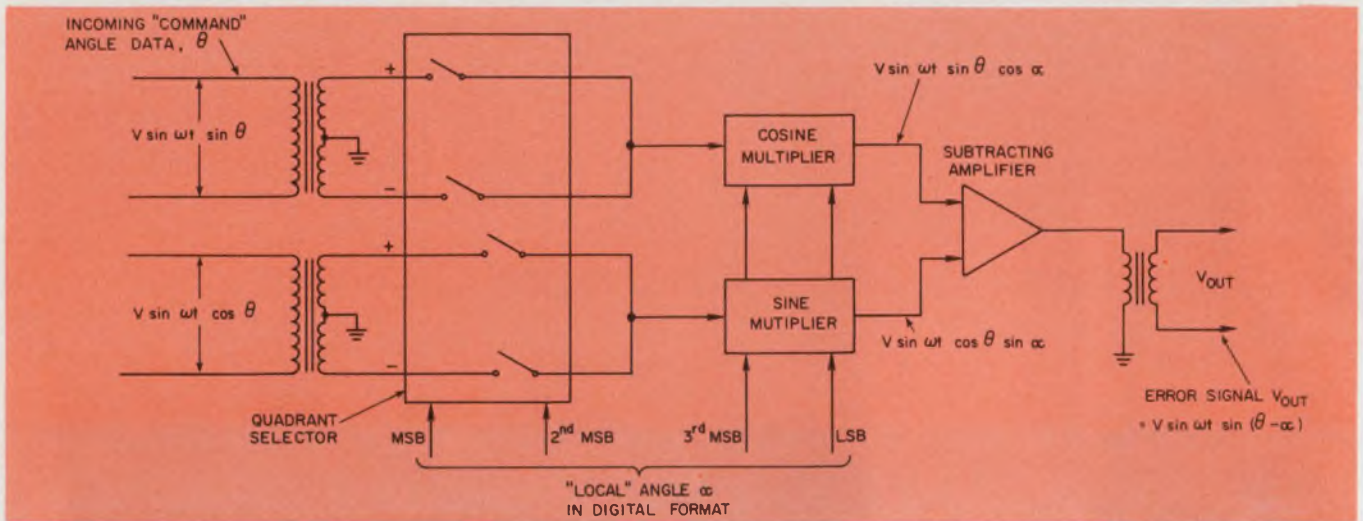 INCOMING "COMMAND"
ANGLE DATA, θ
V sin ωt sin θ
V sin ωt cos θ
+
−
+
−
QUADRANT
SELECTOR
MSB
2nd MSB
3rd MSB
LSB
"LOCAL" ANGLE ∝
IN DIGITAL FORMAT
COSINE
MULTIPLIER
SINE
MUTIPLIER
V sin ωt sin θ cos ∝
V sin ωt cos θ sin ∝
SUBTRACTING
AMPLIFIER
VOUT
ERROR SIGNAL VOUT
= V sin ωt sin (θ-∝)